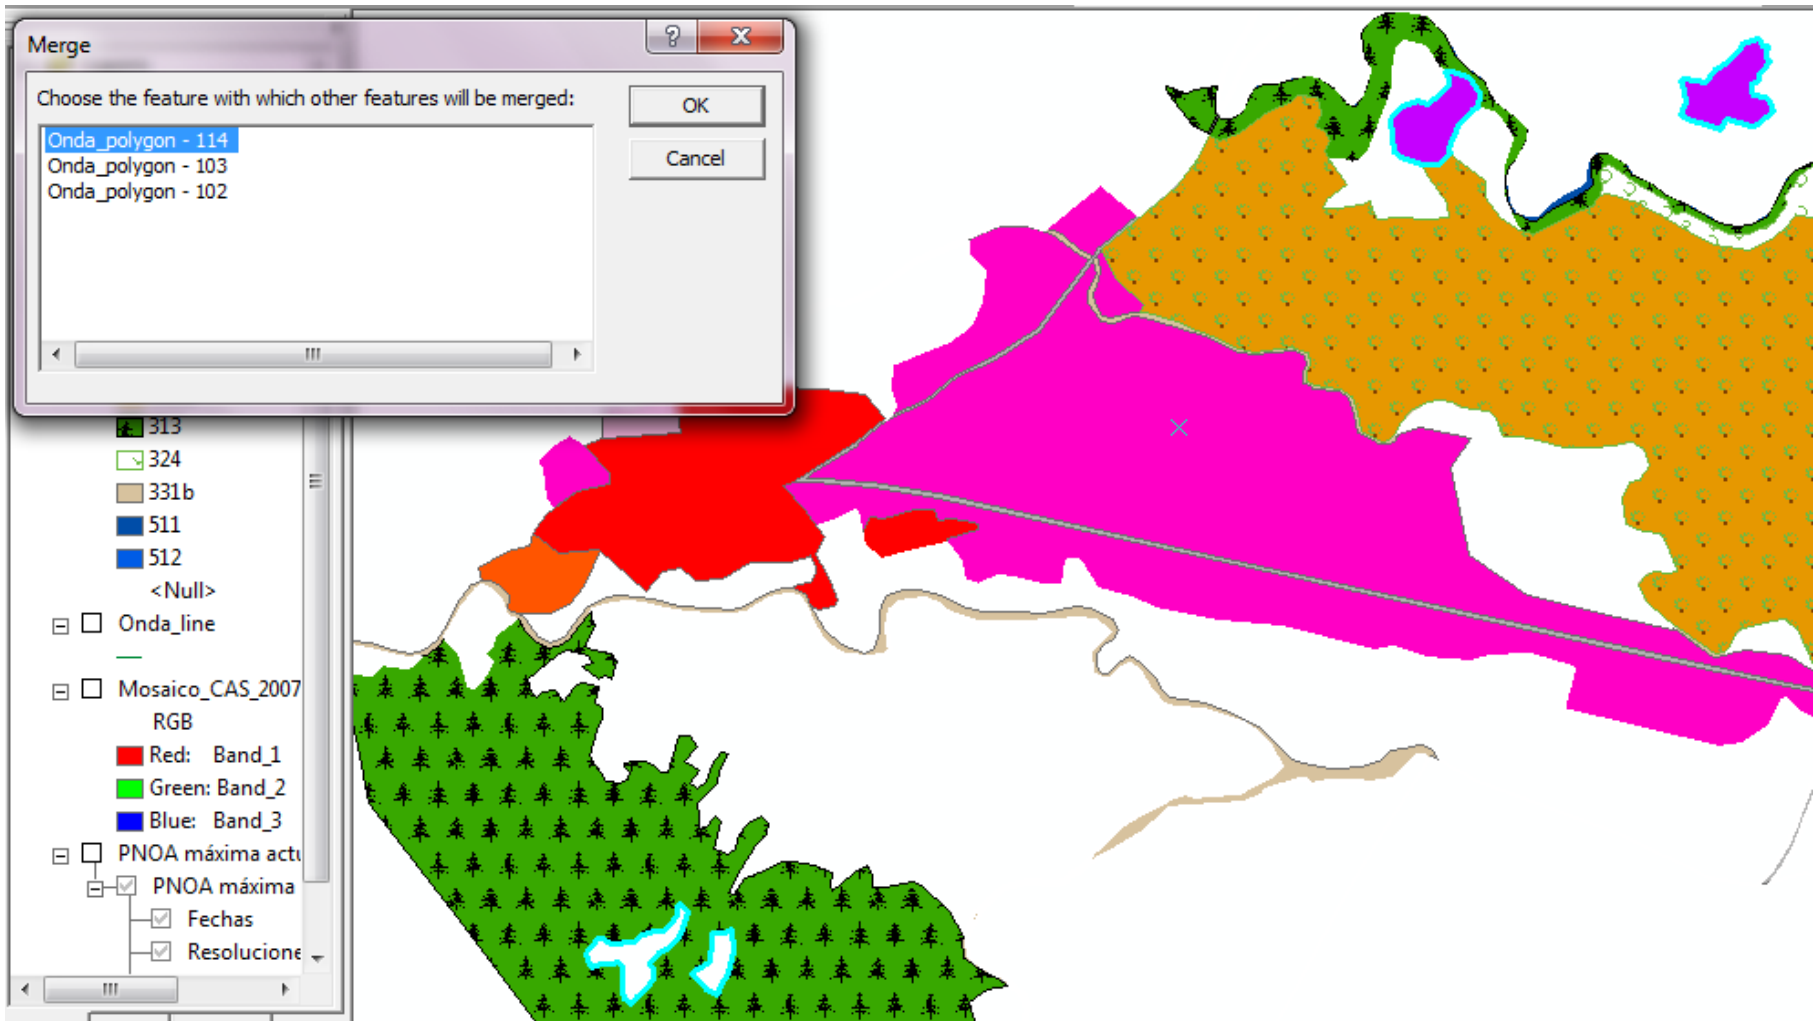 Merge
Choose the feature with which other features will be merged:
OK
Onda_polygon - 114
Onda_polygon - 103
Cancel
Onda_polygon - 102
313
324
331b
511
512
<Null>
Onda_line
Mosaico_CAS_2007
RGB
Red: Band_1
Green: Band_2
Blue: Band_3
PNOA máxima actu
PNOA máxima
Fechas
Resolucione